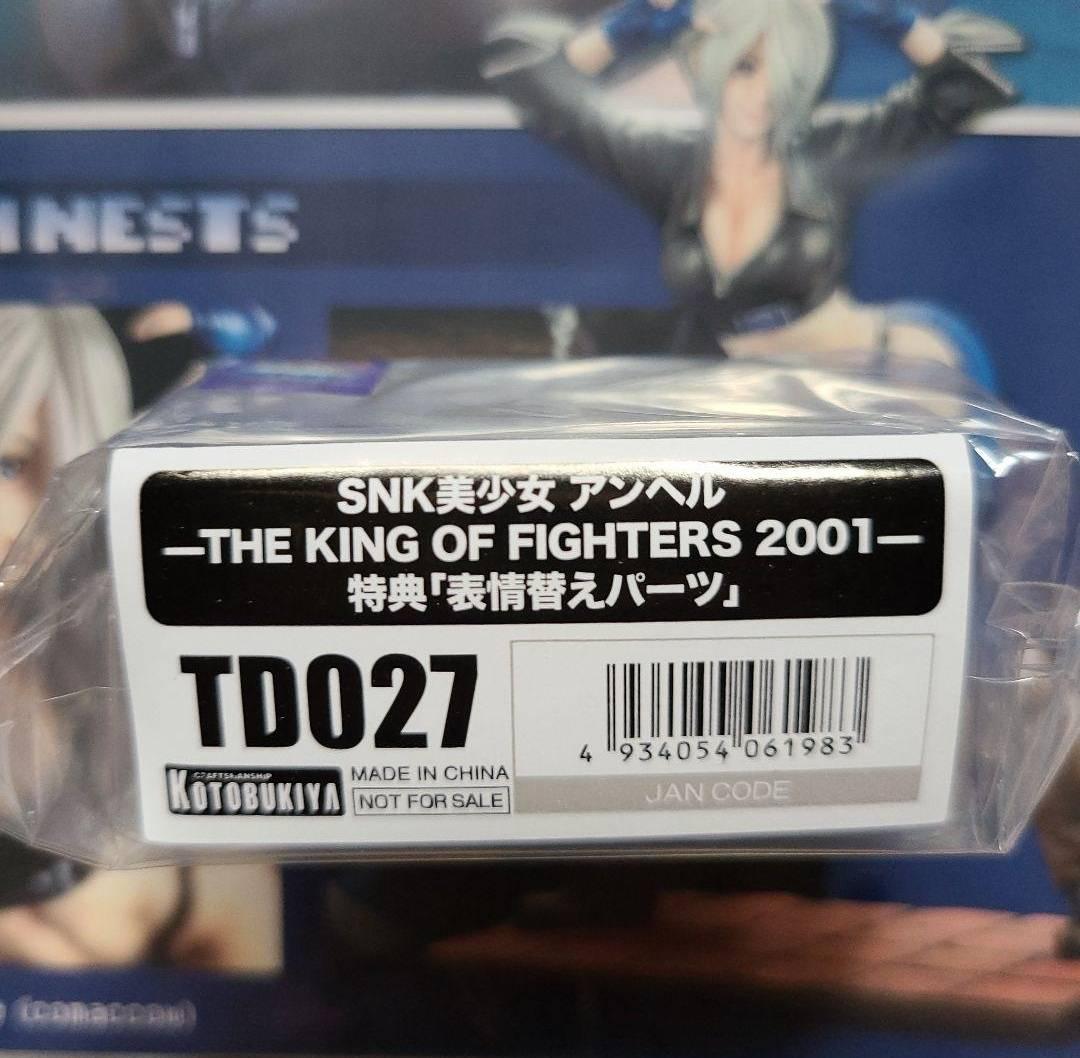 NESTS
SNK美少女 アンヘル
—THE KING OF FIGHTERS 2001—
特典「表情替えパーツ」
TD027
4 934054 061983
JAN CODE
CRAFTSMANSHIP
KOTOBUKIYA
MADE IN CHINA
NOT FOR SALE